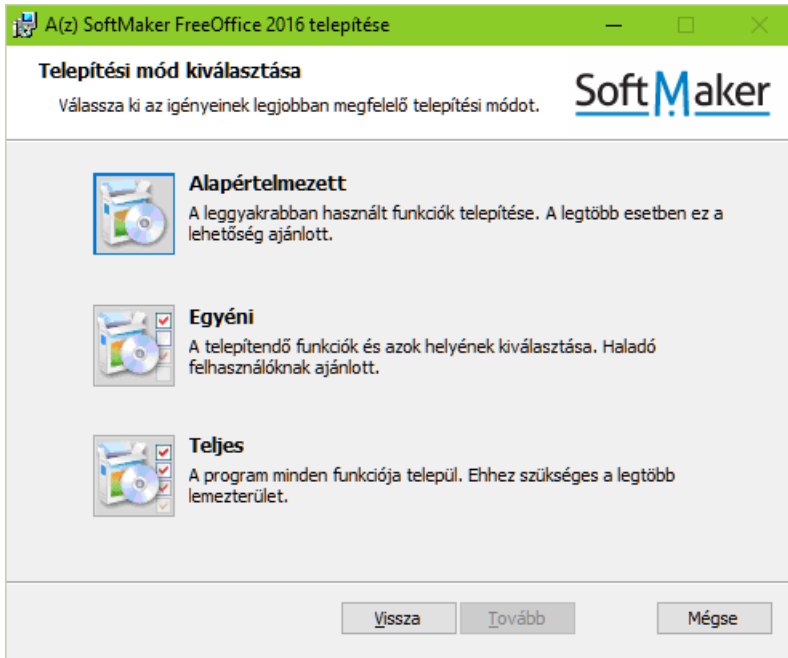 A(z) SoftMaker FreeOffice 2016 telepítése
Telepítési mód kiválasztása
Válassza ki az igényeinek legjobban megfelelő telepítési módot.
SoftMaker
Alapértelmezett
A leggyakrabban használt funkciók telepítése. A legtöbb esetben ez a
lehetőség ajánlott.
Egyéni
A telepítendő funkciók és azok helyének kiválasztása. Haladó
felhasználóknak ajánlott.
Teljes
A program minden funkciója települ. Ehhez szükséges a legtöbb
lemezterület.
Vissza
Tovább
Mégse